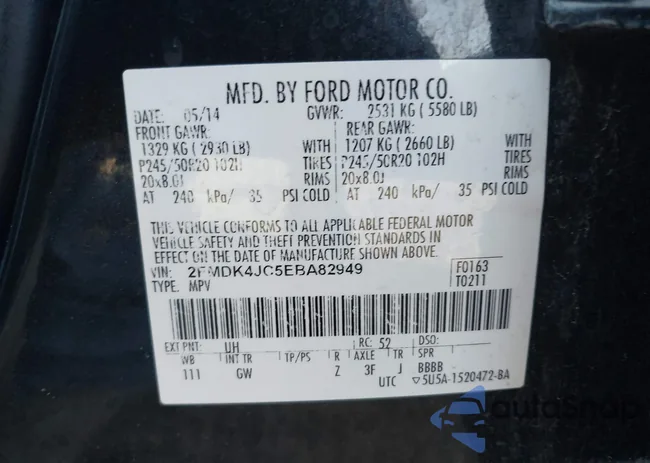 MFD. BY FORD MOTOR CO.
DATE: 05/14 GVWR: 2531 KG ( 5580 LB)
FRONT GAWR: REAR GAWR:
1329 KG ( 2930 LB) WITH 1207 KG ( 2660 LB) WITH
P245/50R20 102H TIRES P245/50R20 102H TIRES
20x8.0J RIMS 20x8.0J RIMS
AT 240 kPa/ 35 PSI COLD AT 240 kPa/ 35 PSI COLD
THIS VEHICLE CONFORMS TO ALL APPLICABLE FEDERAL MOTOR
VEHICLE SAFETY AND THEFT PREVENTION STANDARDS IN
EFFECT ON THE DATE OF MANUFACTURE SHOWN ABOVE.
VIN: 2FMDK4JC5EBA82949 F0163
TYPE: MPV T0211
EXT PNT: UH RC: 52 DSO:
WB INT TR TP/PS R AXLE TR SPR
111 GW Z 3F J BBBB
UTC ▽5U5A-1520472-BA
AutoSnap